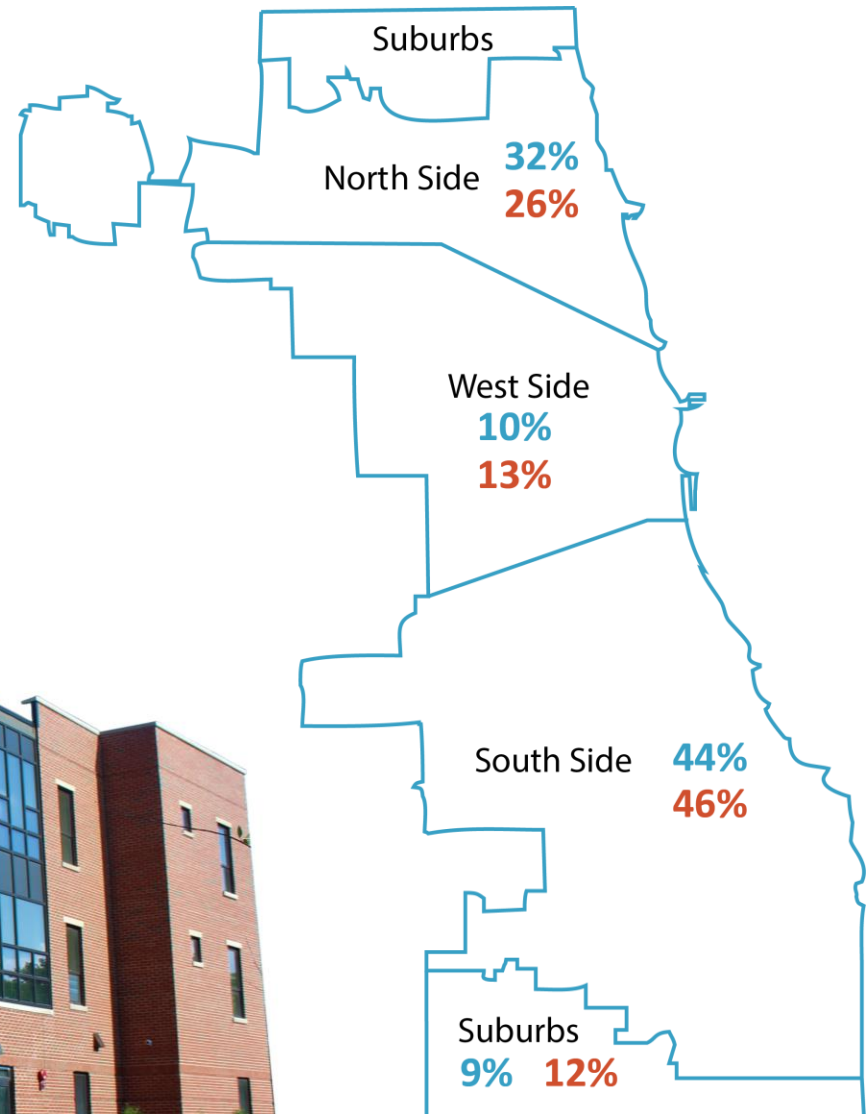 Suburbs
North Side
32%
26%
West Side
10%
13%
South Side
44%
46%
Suburbs
9% 12%